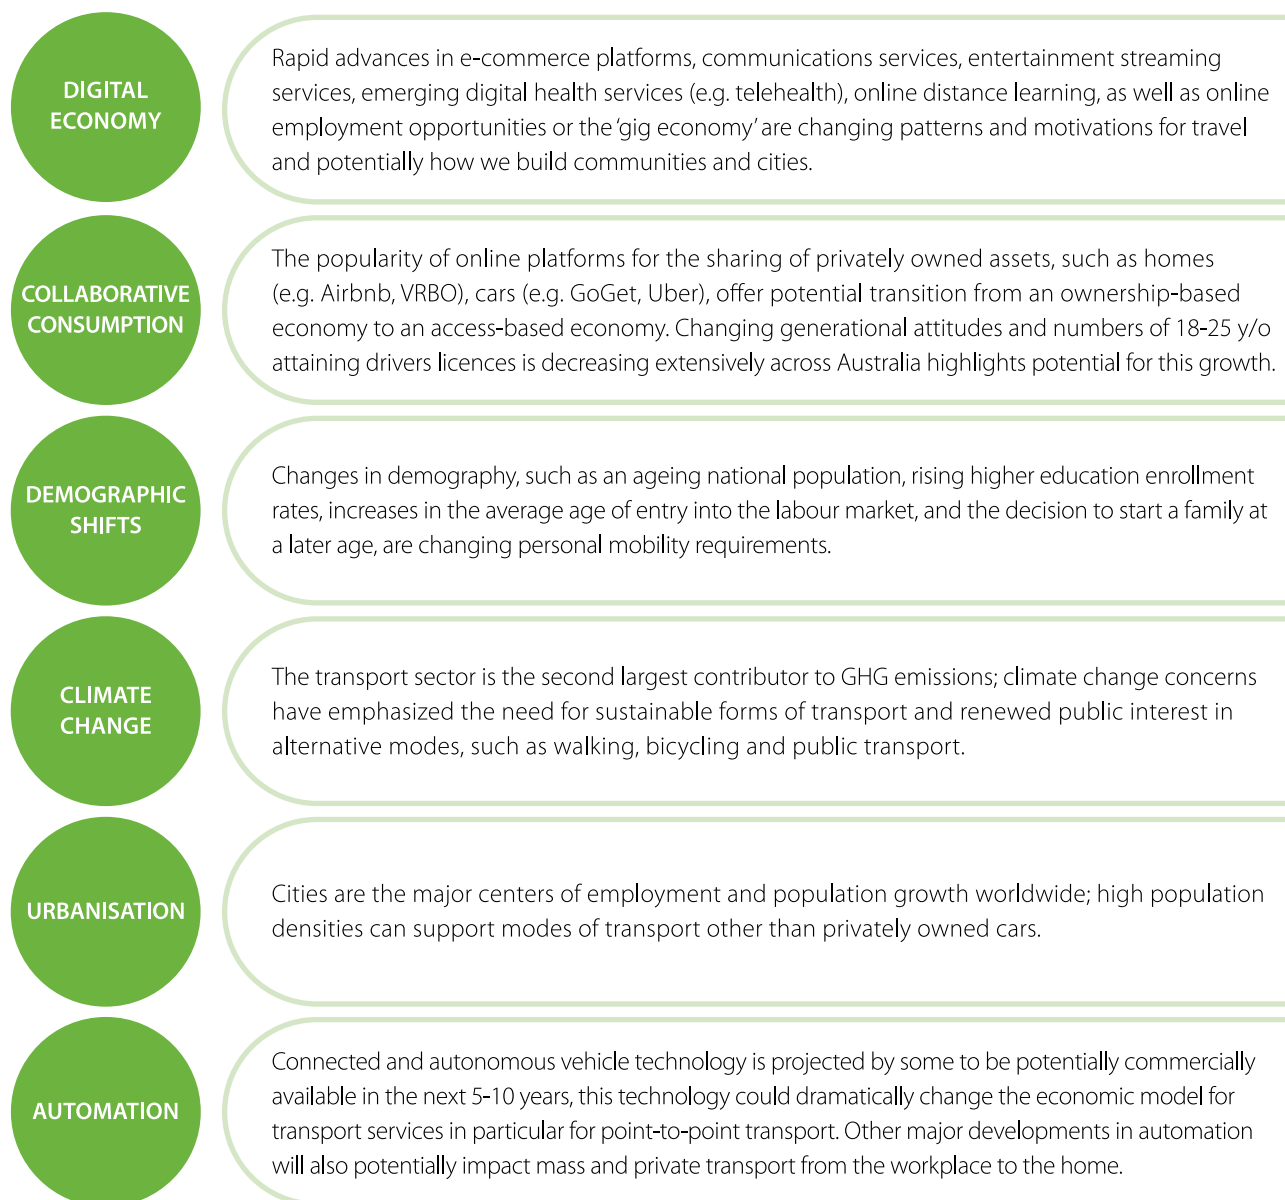 DIGITAL
ECONOMY
Rapid advances in e-commerce platforms, communications services, entertainment streaming
services, emerging digital health services (e.g. telehealth), online distance learning, as well as online
employment opportunities or the ‘gig economy’ are changing patterns and motivations for travel
and potentially how we build communities and cities.
COLLABORATIVE
CONSUMPTION
The popularity of online platforms for the sharing of privately owned assets, such as homes
(e.g. Airbnb, VRBO), cars (e.g. GoGet, Uber), offer potential transition from an ownership-based
economy to an access-based economy. Changing generational attitudes and numbers of 18-25 y/o
attaining drivers licences is decreasing extensively across Australia highlights potential for this growth.
DEMOGRAPHIC
SHIFTS
Changes in demography, such as an ageing national population, rising higher education enrollment
rates, increases in the average age of entry into the labour market, and the decision to start a family at
a later age, are changing personal mobility requirements.
CLIMATE
CHANGE
The transport sector is the second largest contributor to GHG emissions; climate change concerns
have emphasized the need for sustainable forms of transport and renewed public interest in
alternative modes, such as walking, bicycling and public transport.
URBANISATION
Cities are the major centers of employment and population growth worldwide; high population
densities can support modes of transport other than privately owned cars.
AUTOMATION
Connected and autonomous vehicle technology is projected by some to be potentially commercially
available in the next 5-10 years, this technology could dramatically change the economic model for
transport services in particular for point-to-point transport. Other major developments in automation
will also potentially impact mass and private transport from the workplace to the home.